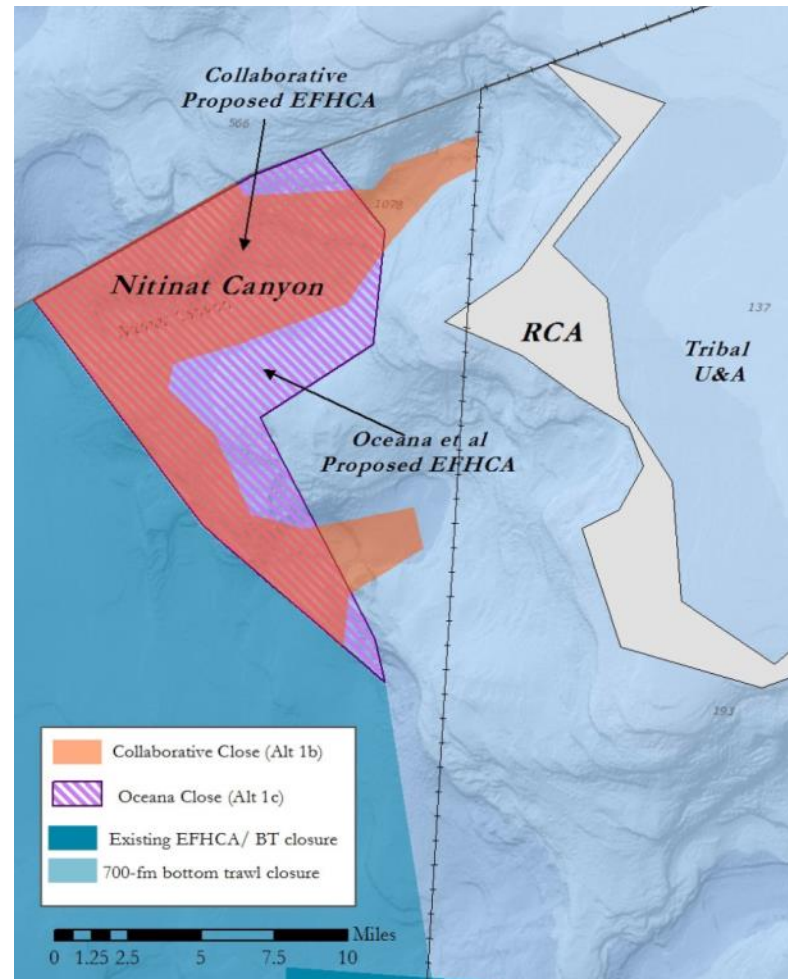 Collaborative
Proposed EFHCA
566
1078
Nitinat Canyon
137
RCA
Tribal
U&A
Oceana et al
Proposed EFHCA
193
Collaborative Close (Alt 1b)
Oceana Close (Alt 1c)
Existing EFHCA/ BT closure
700-fm bottom trawl closure
Miles
0 1.25 2.5 5 7.5 10